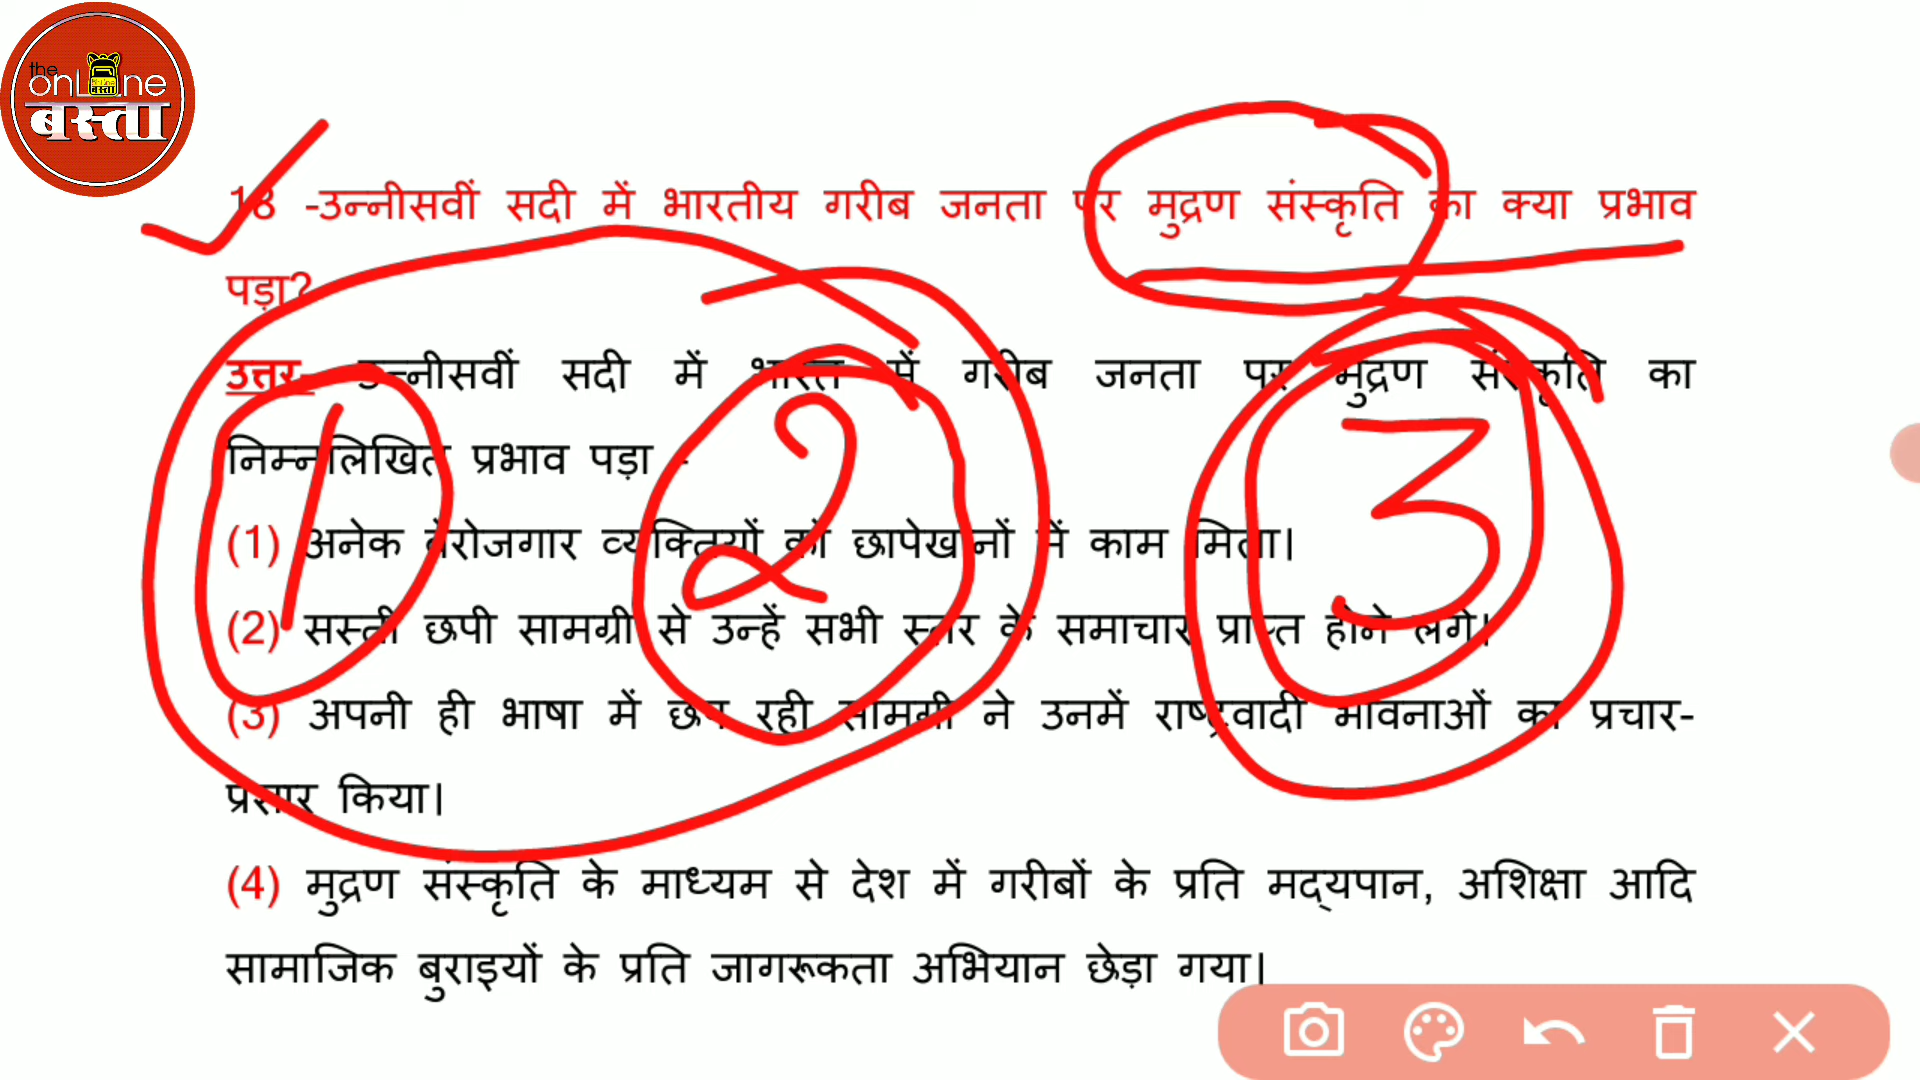 the
onLine
बस्ता
18 -उन्नीसवीं सदी में भारतीय गरीब जनता पर मुद्रण संस्कृति का क्या प्रभाव
पड़ा?
उत्तर- उन्नीसवीं सदी में भारत में गरीब जनता पर मुद्रण संस्कृति का
निम्नलिखित प्रभाव पड़ा -
(1) अनेक बेरोजगार व्यक्तियों को छापेखानों में काम मिला।
(2) सस्ती छपी सामग्री से उन्हें सभी स्तर के समाचार प्राप्त होने लगे।
(3) अपनी ही भाषा में छप रही सामग्री ने उनमें राष्ट्रवादी भावनाओं का प्रचार-
प्रसार किया।
(4) मुद्रण संस्कृति के माध्यम से देश में गरीबों के प्रति मद्‌यपान, अशिक्षा आदि
सामाजिक बुराइयों के प्रति जागरूकता अभियान छेड़ा गया।
1 2 3